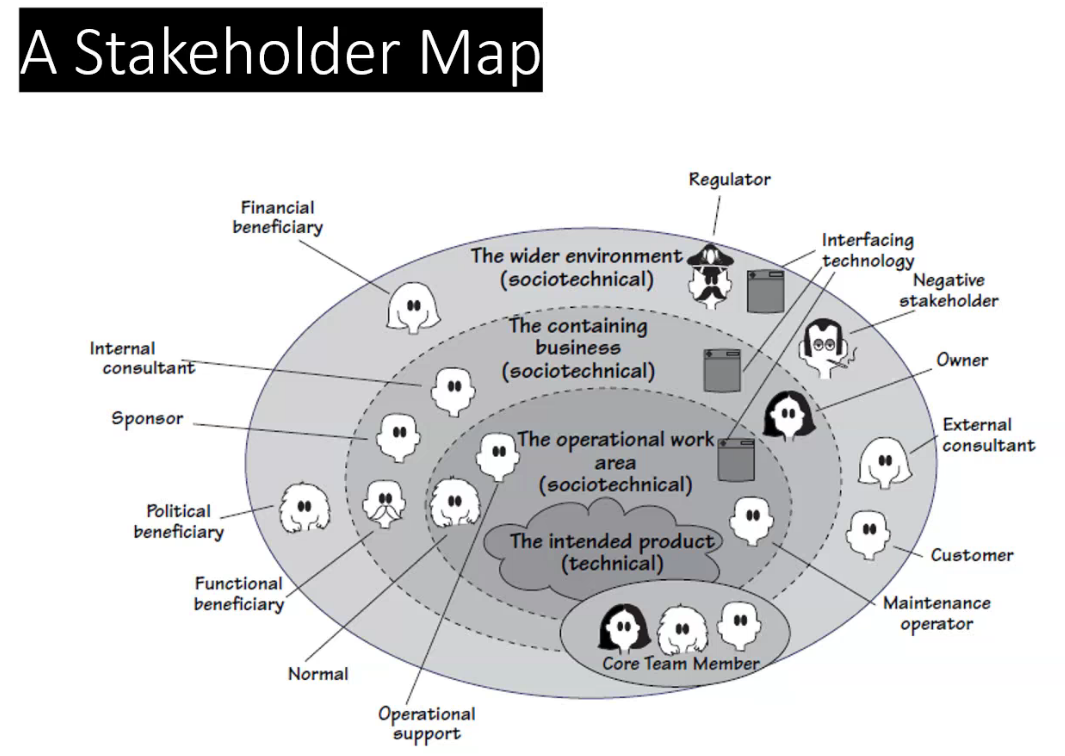 A Stakeholder Map
Regulator
Financial
beneficiary
Interfacing
technology
The wider environment
(sociotechnical)
Negative
stakeholder
The containing
business
(sociotechnical)
Internal
consultant
Owner
Sponsor
External
consultant
The operational work
area
(sociotechnical)
Political
beneficiary
The intended product
(technical)
Customer
Functional
beneficiary
Maintenance
operator
Core Team Member
Normal
Operational
support